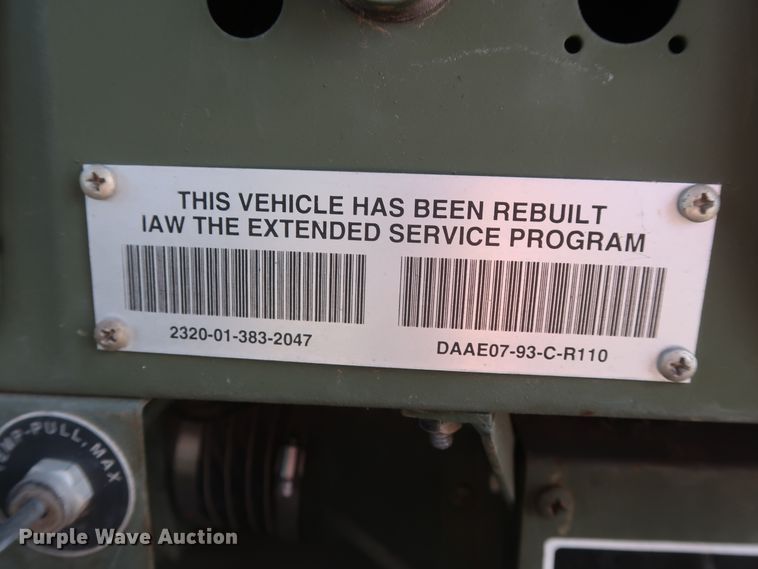 THIS VEHICLE HAS BEEN REBUILT
IAW THE EXTENDED SERVICE PROGRAM
2320-01-383-2047
DAAE07-93-C-R110
TEMP-PULL, MAX
Purple Wave Auction